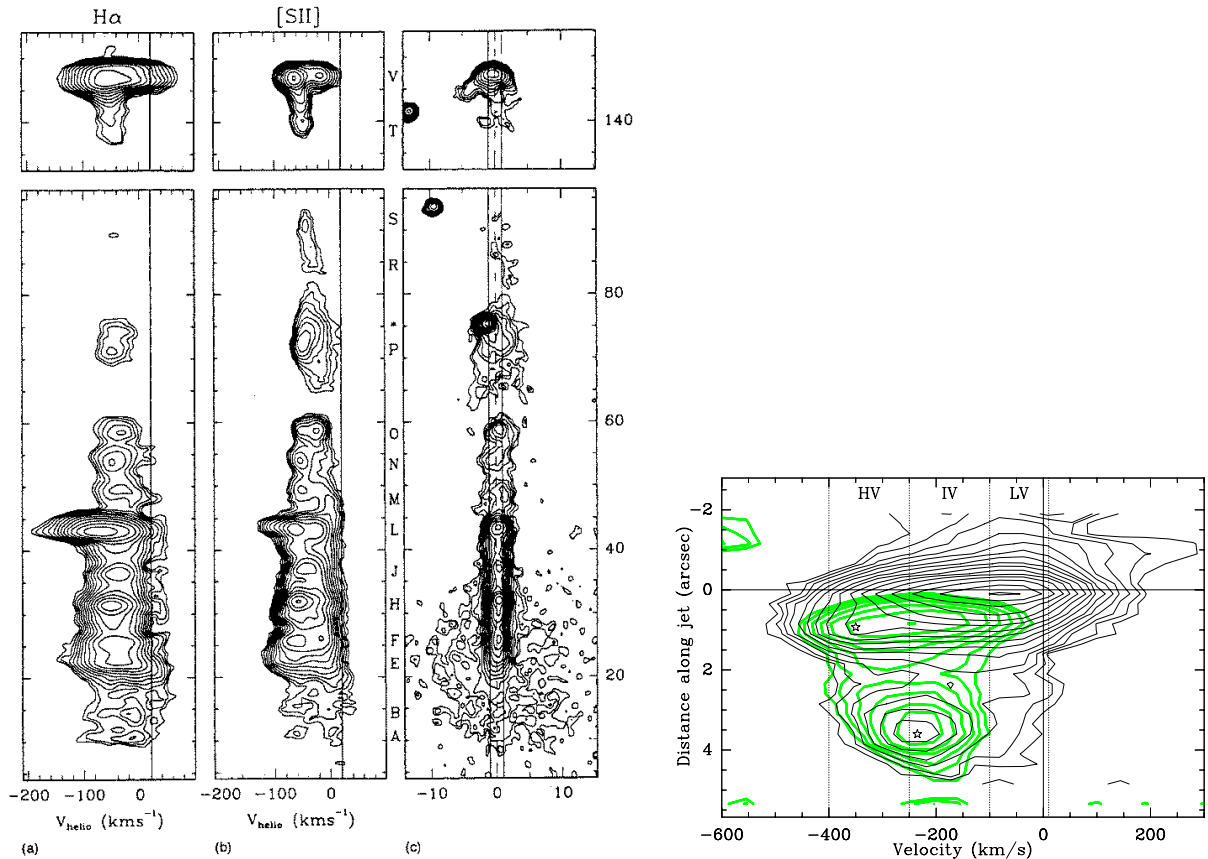 Hα [SII]
V
T
140
S
R
80
*
P
60
O
N
M
L
40
J
H
F
E
20
B
A
-200 -100 0
-200 -100 0
-10 0 10
V helio (kms⁻¹)
V helio (kms⁻¹)
(a) (b) (c)
HV IV LV
-2
0
2
4
Distance along jet (arcsec)
-600 -400 -200 0 200
Velocity (km/s)